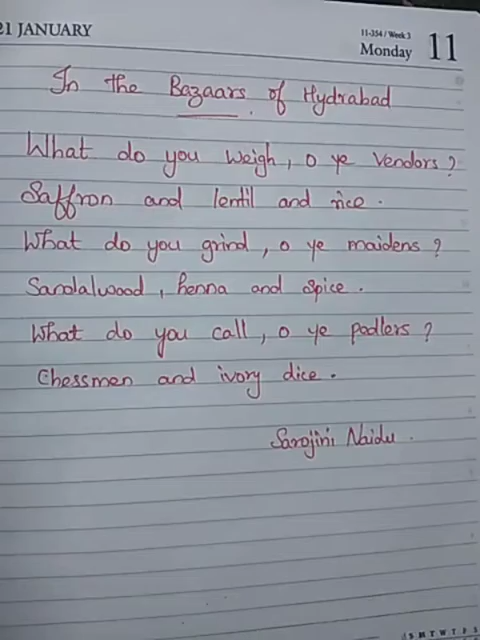 21 JANUARY
11-354 / Week 3
Monday 11
In the Bazaars of Hydrabad
What do you weigh, o ye vendors?
Saffron and lentil and rice.
What do you grind, o ye maidens?
Sandalwood, henna and spice.
What do you call, o ye pedlers?
Chessmen and ivory dice.
Sarojini Naidu.
S M T W T F S